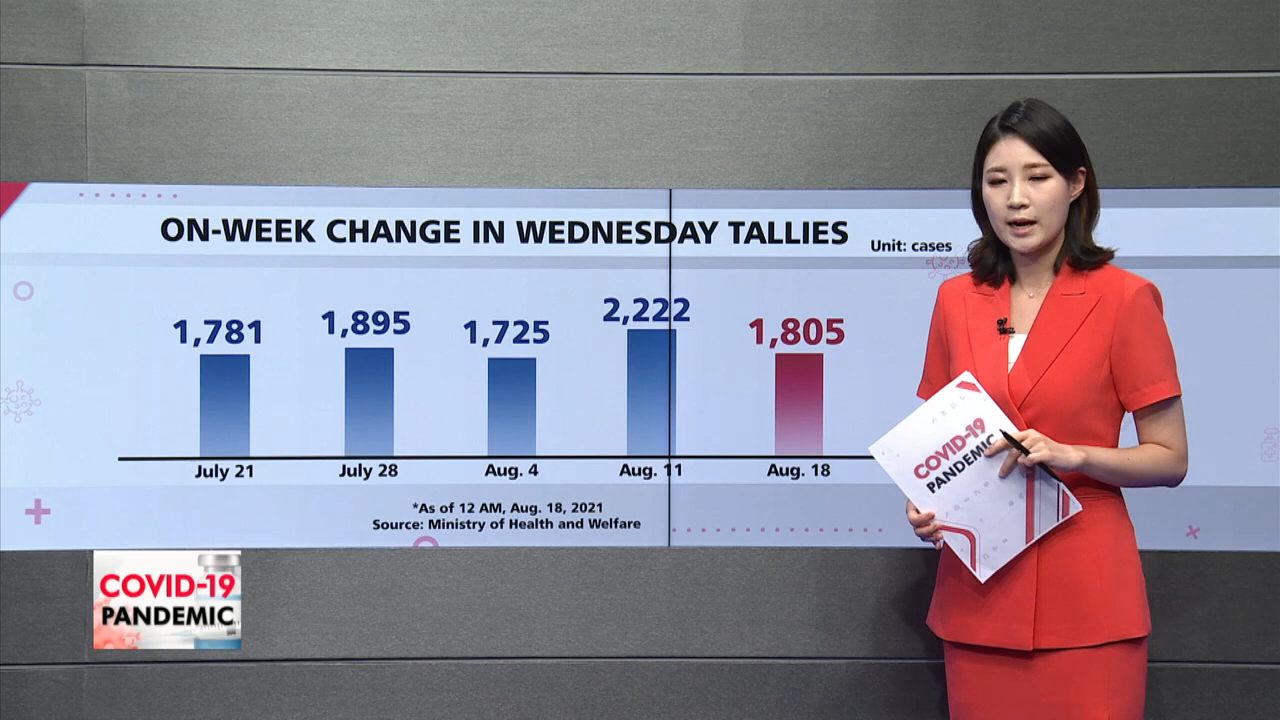 ON-WEEK CHANGE IN WEDNESDAY TALLIES
Unit: cases
1,781
1,895
1,725
2,222
1,805
July 21
July 28
Aug. 4
Aug. 11
Aug. 18
*As of 12 AM, Aug. 18, 2021
Source: Ministry of Health and Welfare
COVID-19
PANDEMIC
COVID-19
PANDEMIC